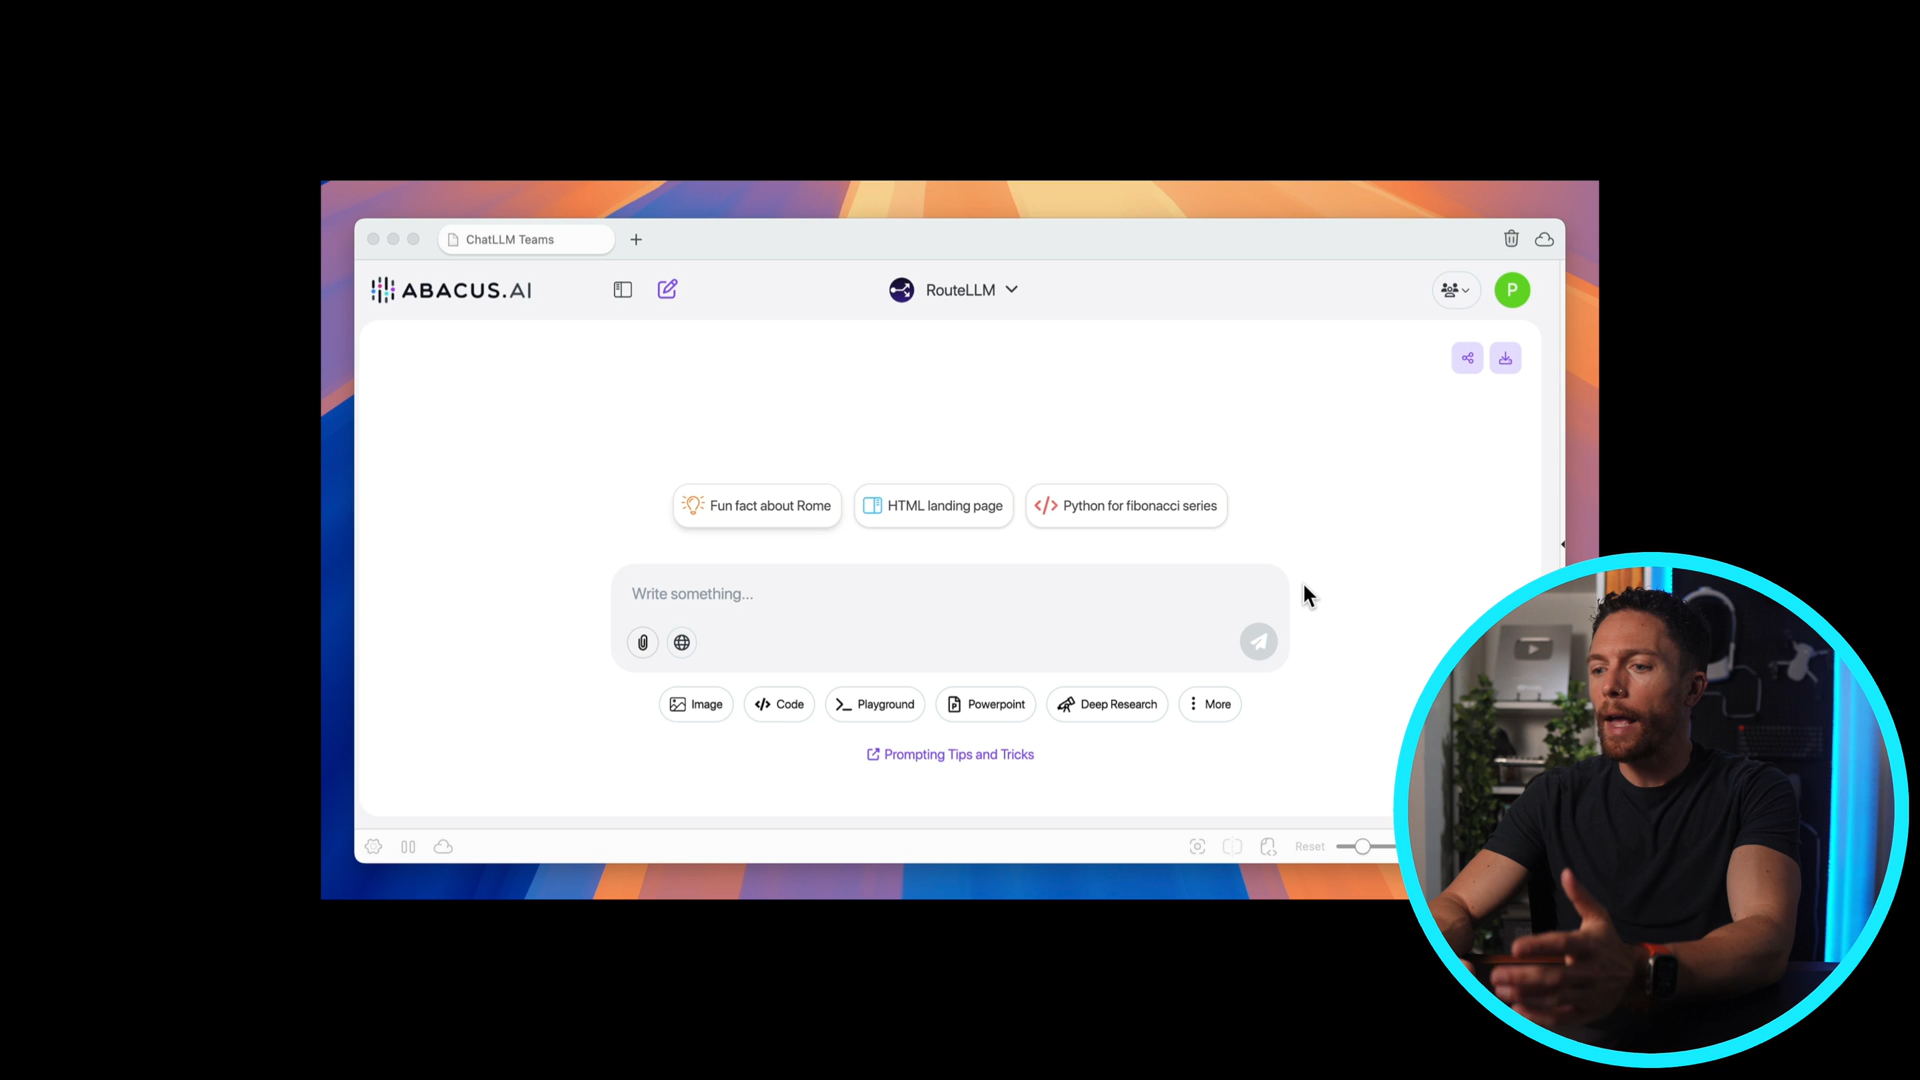 ChatLLM Teams
ABACUS.AI
RouteLLM
P
Fun fact about Rome
HTML landing page
Python for fibonacci series
Write something...
Image
Code
Playground
Powerpoint
Deep Research
More
Prompting Tips and Tricks
Reset